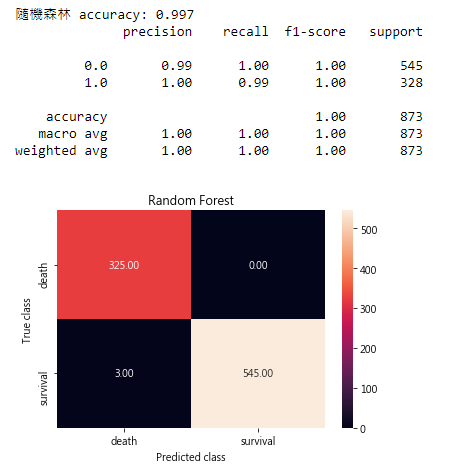 隨機森林 accuracy: 0.997
precision recall f1-score support
0.0 0.99 1.00 1.00 545
1.0 1.00 0.99 1.00 328
accuracy 1.00 873
macro avg 1.00 1.00 1.00 873
weighted avg 1.00 1.00 1.00 873
Random Forest
True class
death
325.00 0.00
survival
3.00 545.00
death survival
Predicted class
500
400
300
200
100
0